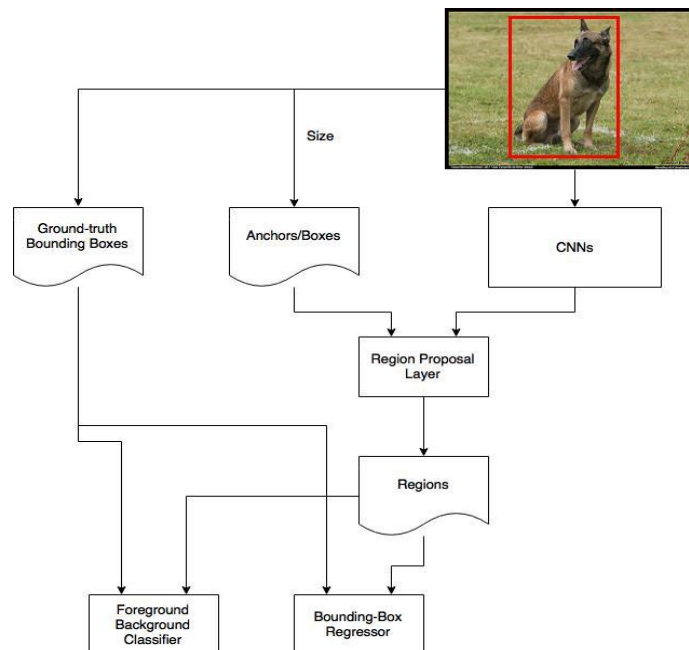 Size
Ground-truth
Bounding Boxes
Anchors/Boxes
CNNs
Region Proposal
Layer
Regions
Foreground
Background
Classifier
Bounding-Box
Regressor